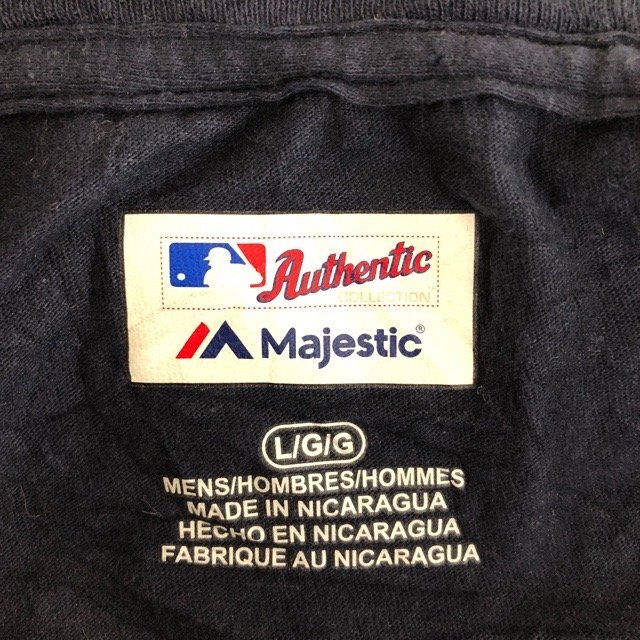 Authentic
COLLECTION
Majestic®
L/G/G
MENS/HOMBRES/HOMMES
MADE IN NICARAGUA
HECHO EN NICARAGUA
FABRIQUE AU NICARAGUA